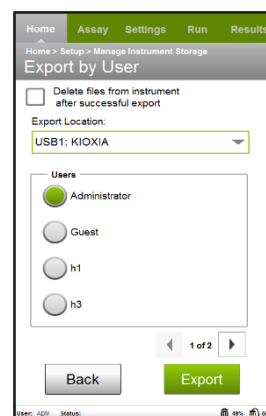 Home Assay Settings Run Results
Home > Setup > Manage Instrument Storage
Export by User
Delete files from instrument
after successful export
Export Location:
USB1: KIOXIA
Users
Administrator
Guest
h1
h3
1 of 2
Back Export
User: ADM Status: 49%